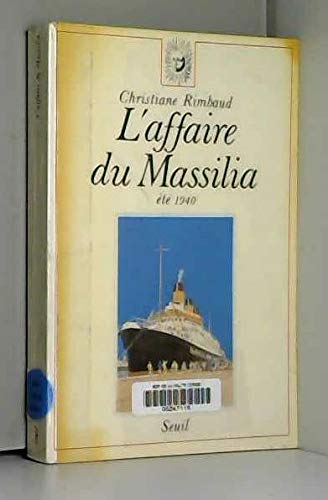 Christiane Rimbaud
L'affaire
du Massilia
été 1940
Seuil